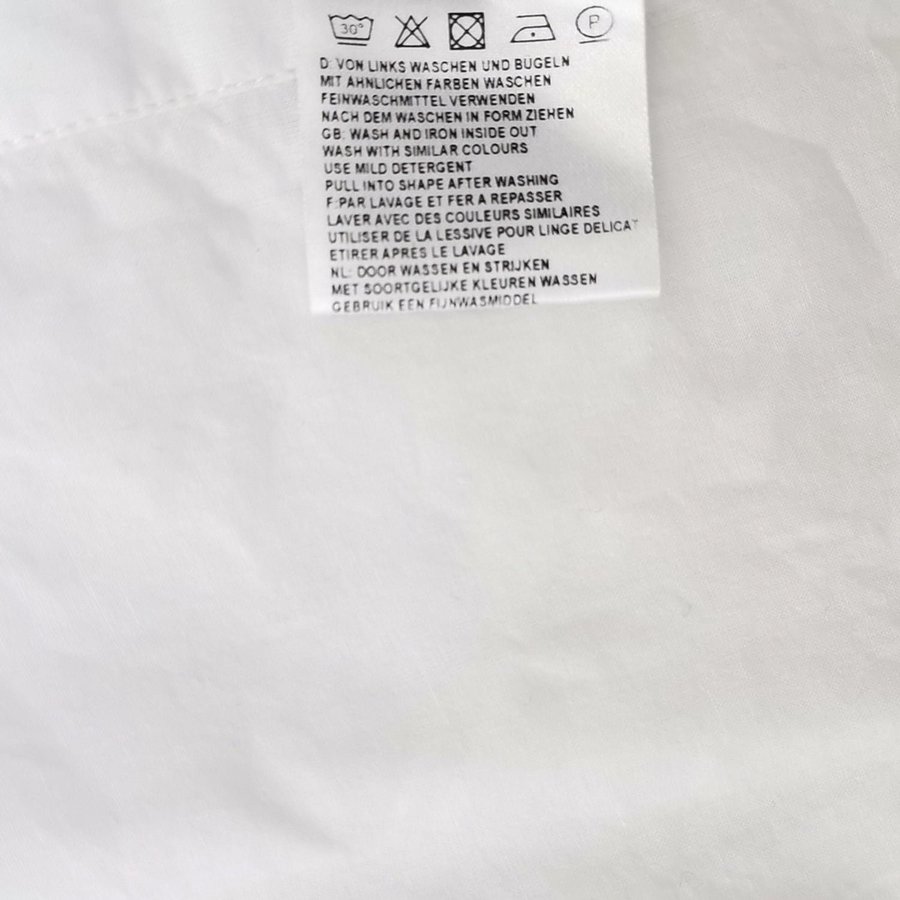 30° P
D: VON LINKS WASCHEN UND BÜGELN
MIT ÄHNLICHEN FARBEN WASCHEN
FEINWASCHMITTEL VERWENDEN
NACH DEM WASCHEN IN FORM ZIEHEN
GB: WASH AND IRON INSIDE OUT
WASH WITH SIMILAR COLOURS
USE MILD DETERGENT
PULL INTO SHAPE AFTER WASHING
F:PAR LAVAGE ET FER A REPASSER
LAVER AVEC DES COULEURS SIMILAIRES
UTILISER DE LA LESSIVE POUR LINGE DELICAT
ETIRER APRES LE LAVAGE
NL: DOOR WASSEN EN STRIJKEN
MET SOORTGELIJKE KLEUREN WASSEN
GEBRUIK EEN FIJNWASMIDDEL